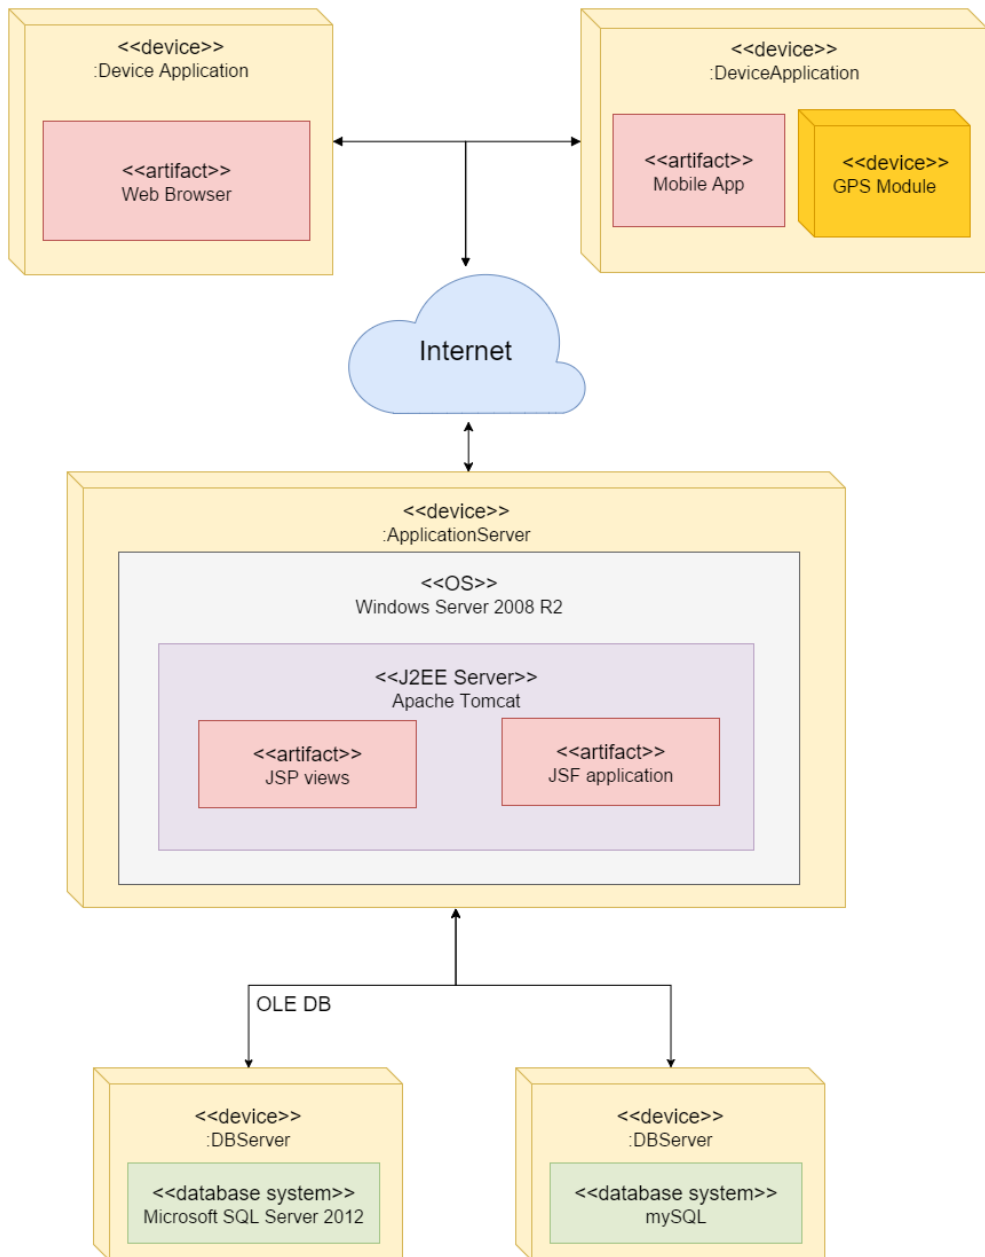 <<device>>
:Device Application
<<artifact>>
Web Browser
<<device>>
:DeviceApplication
<<artifact>>
Mobile App
<<device>>
GPS Module
Internet
<<device>>
:ApplicationServer
<<OS>>
Windows Server 2008 R2
<<J2EE Server>>
Apache Tomcat
<<artifact>>
JSP views
<<artifact>>
JSF application
OLE DB
<<device>>
:DBServer
<<database system>>
Microsoft SQL Server 2012
<<device>>
:DBServer
<<database system>>
mySQL